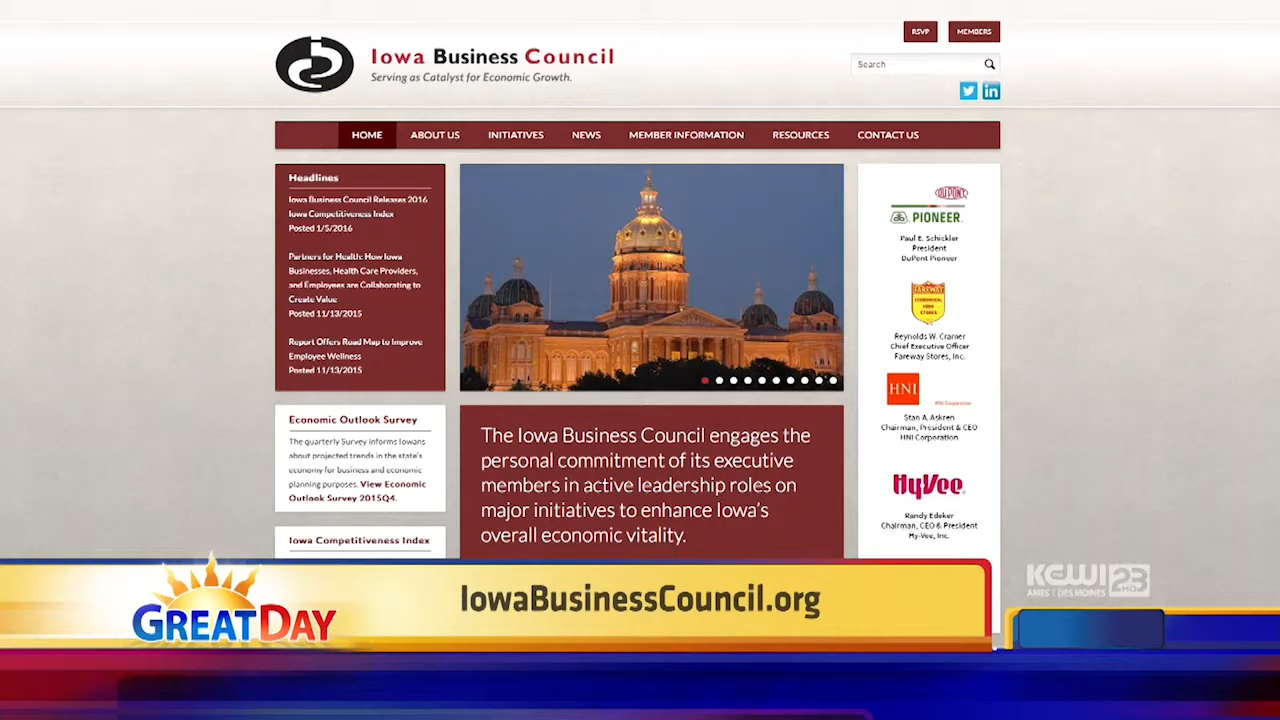 RSVP
MEMBERS
Iowa Business Council
Serving as Catalyst for Economic Growth.
Search
HOME
ABOUT US
INITIATIVES
NEWS
MEMBER INFORMATION
RESOURCES
CONTACT US
Headlines
Iowa Business Council Releases 2016
Iowa Competitiveness Index
Posted 1/5/2016
Partners for Health: How Iowa
Businesses, Health Care Providers,
and Employees are Collaborating to
Create Value
Posted 11/13/2015
Report Offers Road Map to Improve
Employee Wellness
Posted 11/13/2015
Economic Outlook Survey
The quarterly Survey informs Iowans
about projected trends in the state's
economy for business and economic
planning purposes. View Economic
Outlook Survey 2015Q4.
Iowa Competitiveness Index
The Iowa Business Council engages the
personal commitment of its executive
members in active leadership roles on
major initiatives to enhance Iowa's
overall economic vitality.
DUPONT
PIONEER
Paul E. Schickler
President
DuPont Pioneer
FAREWAY
ECONOMICAL
FOOD
STORES
Reynolds W. Cramer
Chief Executive Officer
Fareway Stores, Inc.
HNI
HNI Corporation
Stan A. Askren
Chairman, President & CEO
HNI Corporation
HyVee
Randy Edeker
Chairman, CEO & President
Hy-Vee, Inc.
GREAT DAY
IowaBusinessCouncil.org
KCWI 23
HD
AMES | DES MOINES